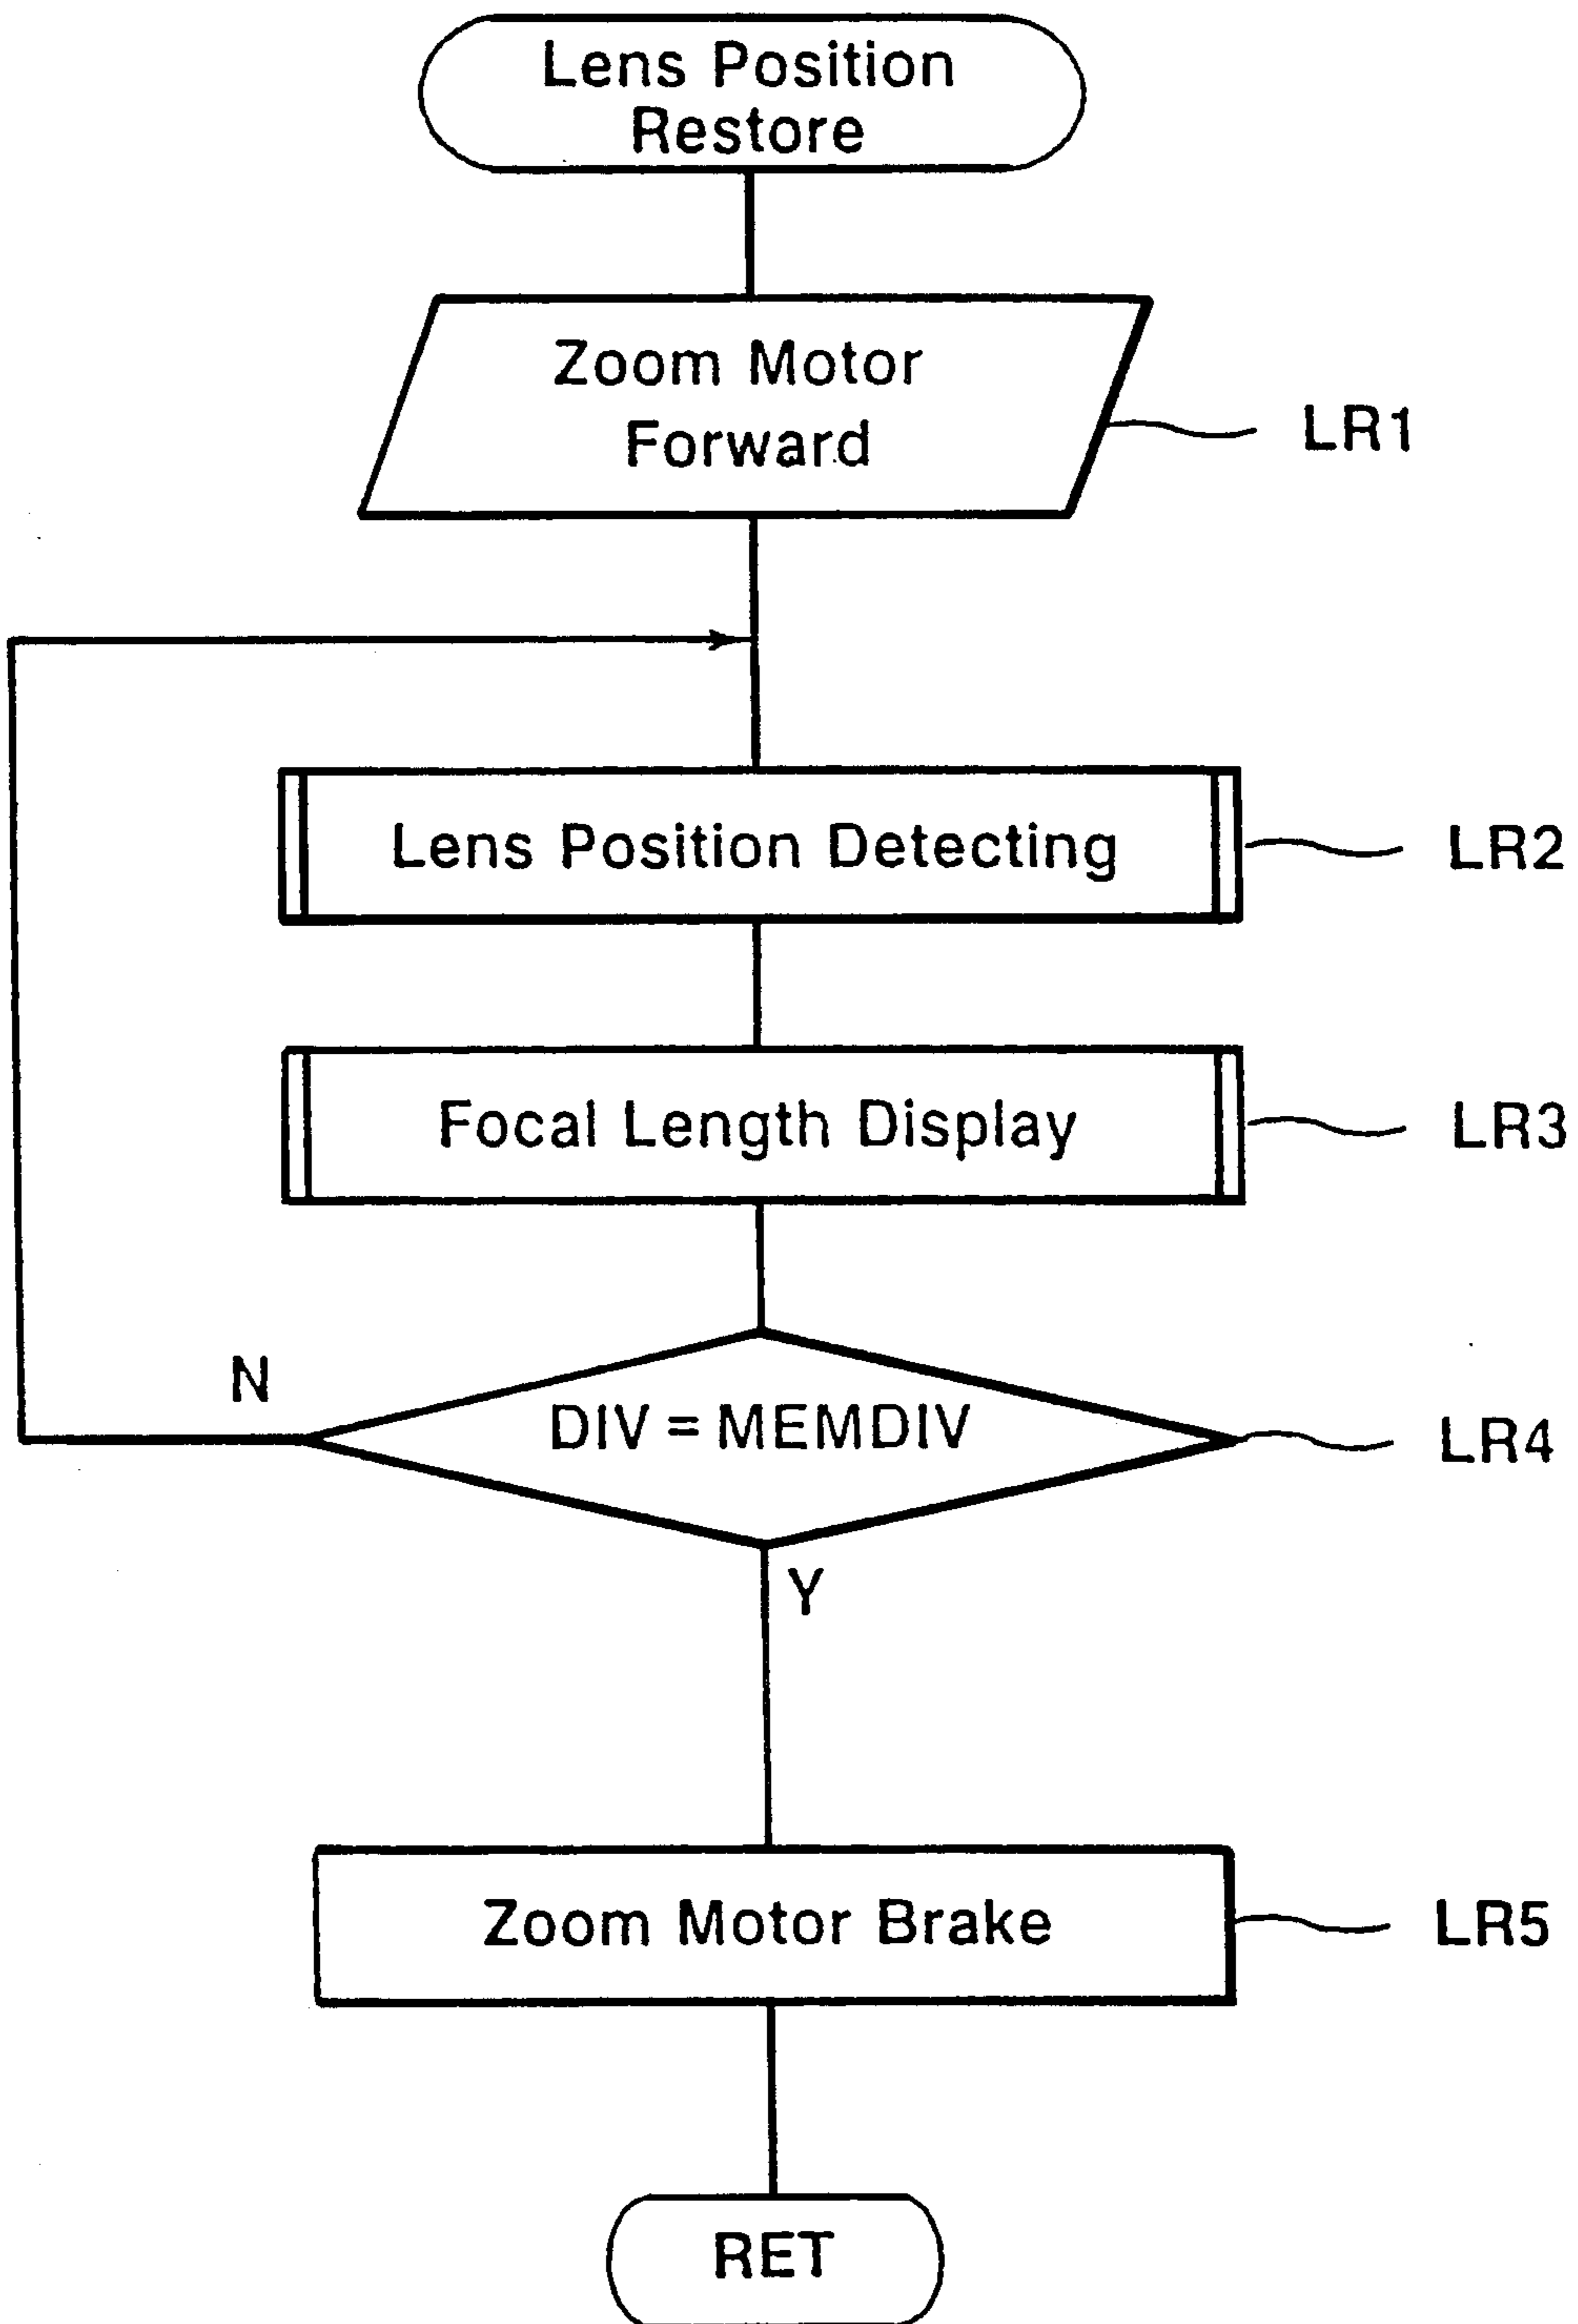 Lens Position
Restore
Zoom Motor
Forward
LR1
Lens Position Detecting
LR2
Focal Length Display
LR3
N
DIV = MEMDIV
LR4
Y
Zoom Motor Brake
LR5
RET